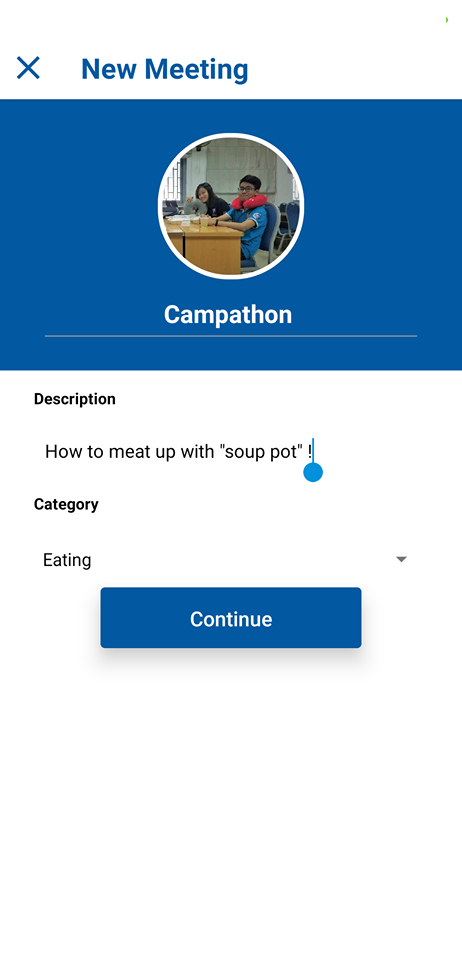 New Meeting
Campathon
Description
How to meat up with "soup pot" !
Category
Eating
Continue